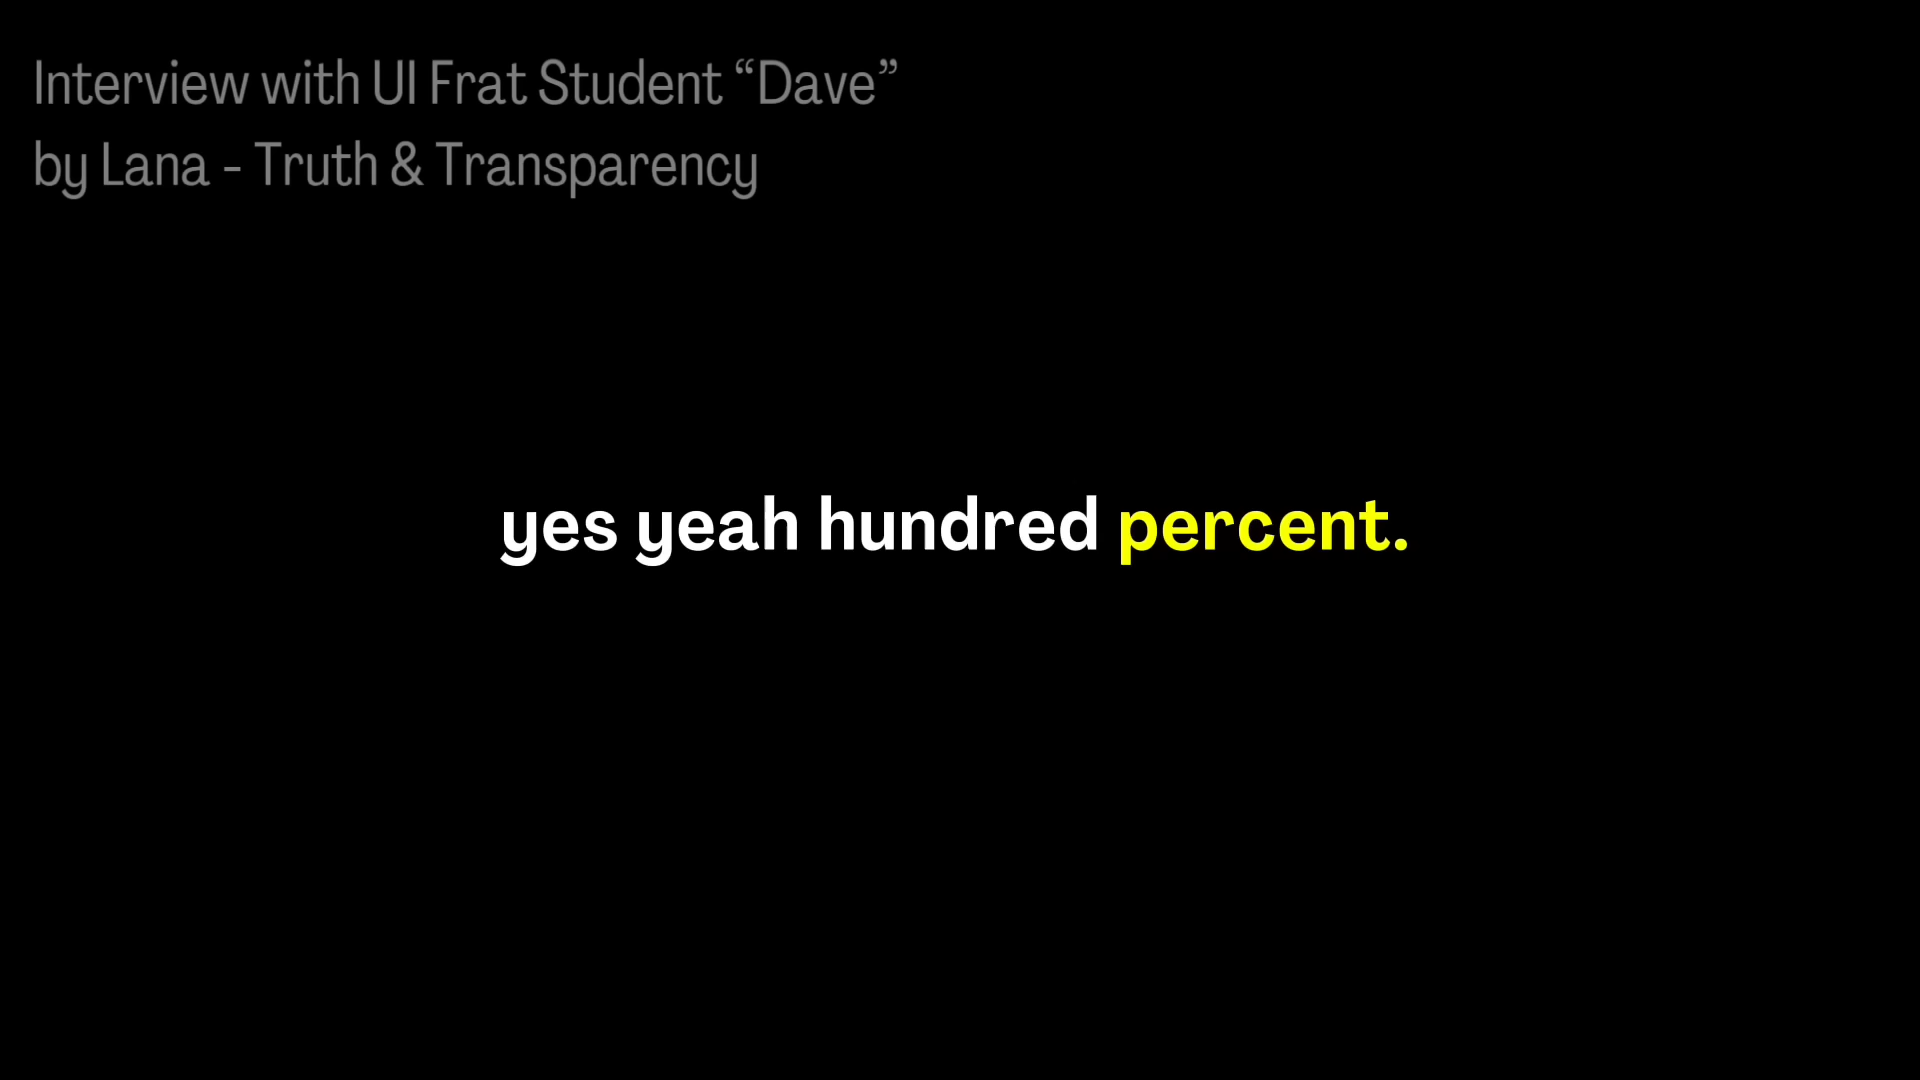 Interview with UI Frat Student “Dave”
by Lana - Truth & Transparency
yes yeah hundred percent.